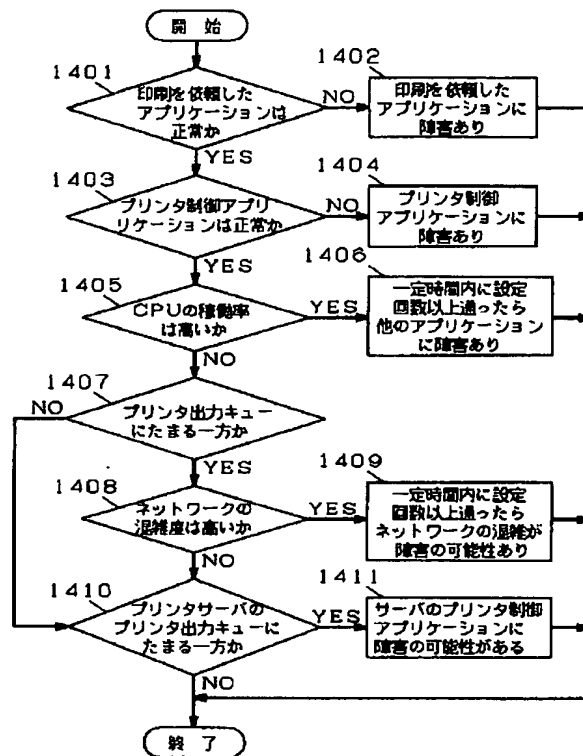 開始
1401
印刷を依頼した
アプリケーションは
正常か
NO
1402
印刷を依頼した
アプリケーションに
障害あり
YES
1403
プリンタ制御アプ
リケーションは正常か
NO
1404
プリンタ制御
アプリケーションに
障害あり
YES
1405
CPUの稼働率
は高いか
YES
1406
一定時間内に設定
回数以上通ったら
他のアプリケーション
に障害あり
NO
1407
NO
プリンタ出力キュー
にたまる一方か
YES
1408
ネットワークの
混雑度は高いか
YES
1409
一定時間内に設定
回数以上通ったら
ネットワークの混雑が
障害の可能性あり
NO
1410
プリンタサーバの
プリンタ出力キューに
たまる一方か
YES
1411
サーバのプリンタ制御
アプリケーションに
障害の可能性がある
NO
終了